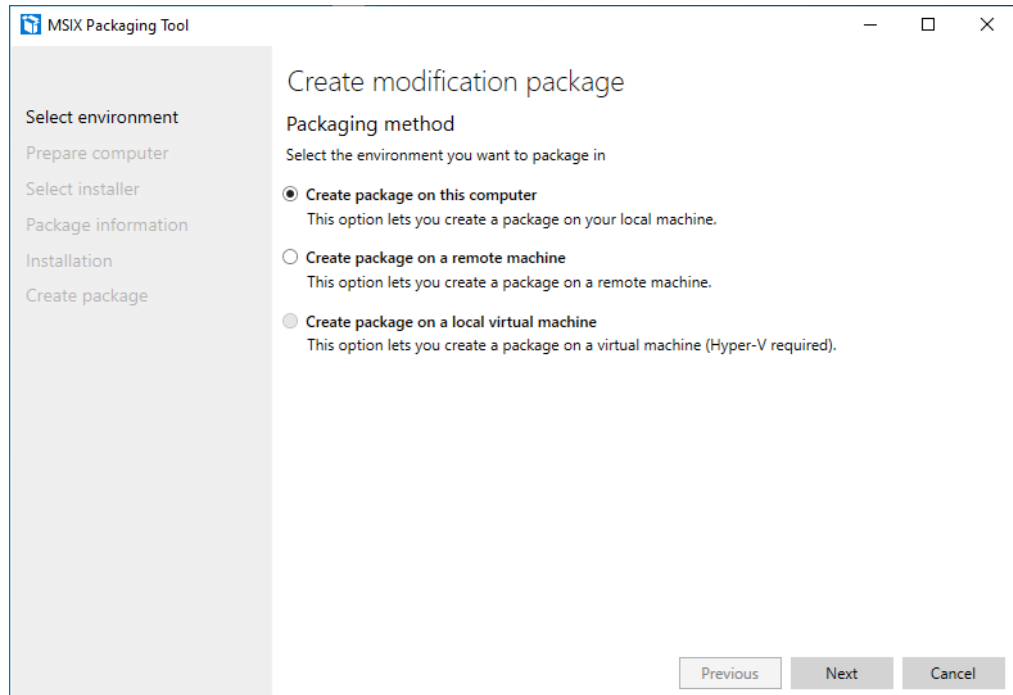 MSIX Packaging Tool
Select environment
Prepare computer
Select installer
Package information
Installation
Create package
Create modification package
Packaging method
Select the environment you want to package in
Create package on this computer
This option lets you create a package on your local machine.
Create package on a remote machine
This option lets you create a package on a remote machine.
Create package on a local virtual machine
This option lets you create a package on a virtual machine (Hyper-V required).
Previous
Next
Cancel